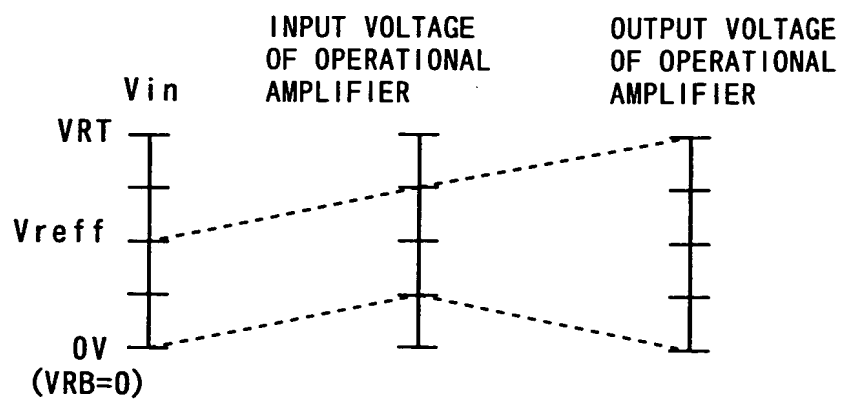 INPUT VOLTAGE
OF OPERATIONAL
AMPLIFIER
OUTPUT VOLTAGE
OF OPERATIONAL
AMPLIFIER
Vin
VRT
Vreff
0V
(VRB=0)